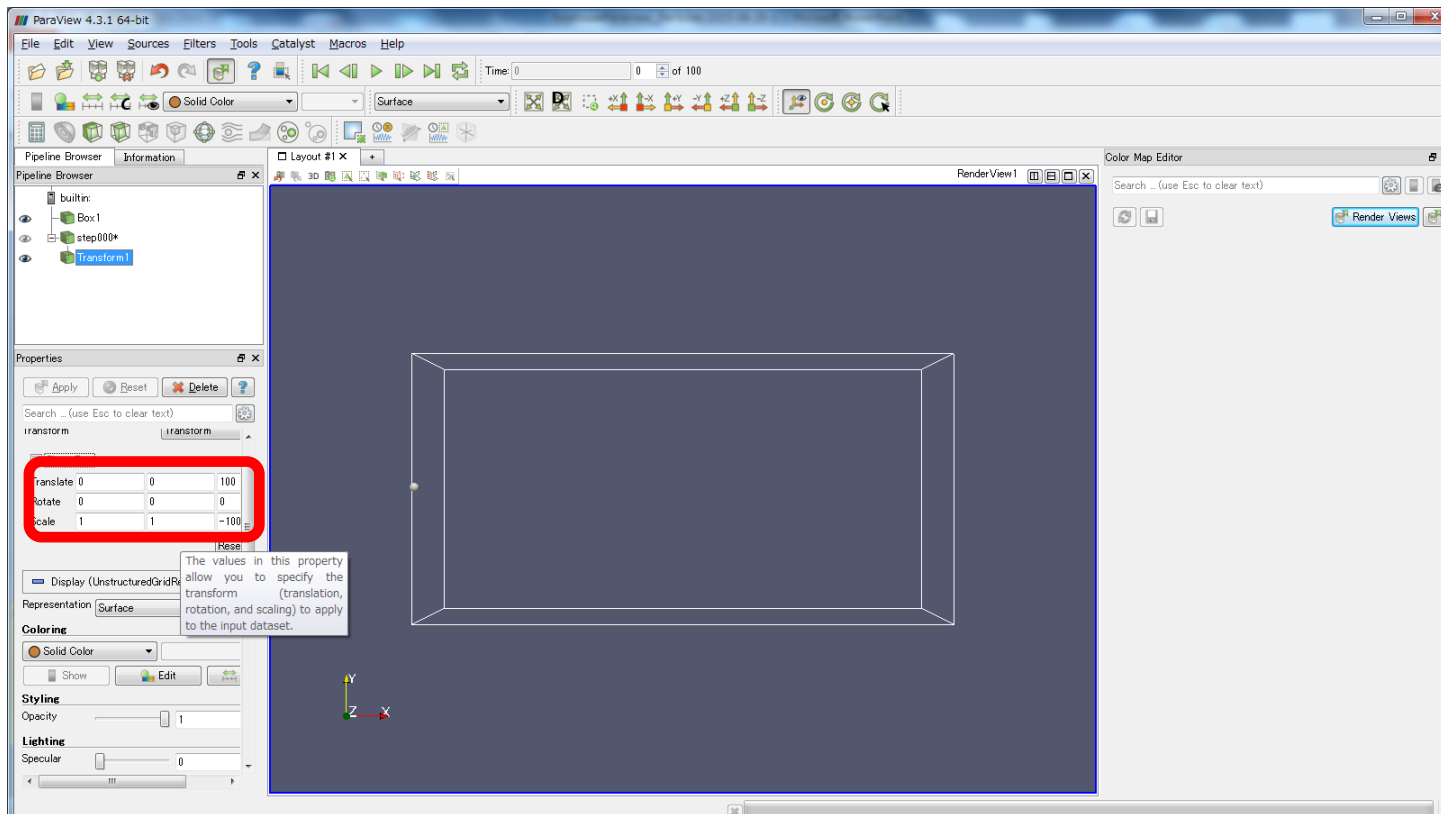 ParaView 4.3.1 64-bit
File Edit View Sources Filters Tools Catalyst Macros Help
Time: 0 0 of 100
Solid Color Surface +X -X +Y -Y +Z -Z
Pipeline Browser Information Layout #1 + Color Map Editor
Pipeline Browser 3D RenderView1
Search ... (use Esc to clear text)
builtin:
Box1 Render Views
step000*
Transform1
Properties
Apply Reset Delete ?
Search ... (use Esc to clear text)
Transform Transform
Translate 0 0 100
Rotate 0 0 0
Scale 1 1 -100
Rese
The values in this property
allow you to specify the
transform (translation,
rotation, and scaling) to apply
to the input dataset.
Display (UnstructuredGridRe
Representation Surface
Coloring
Solid Color
Show Edit
Styling
Opacity 1
Lighting
Specular 0
Y
Z X